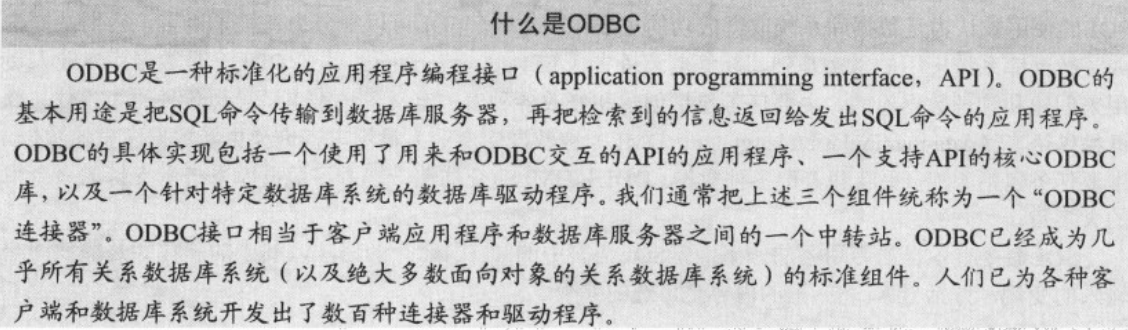 什么是ODBC
ODBC是一种标准化的应用程序编程接口（application programming interface，API）。ODBC的
基本用途是把SQL命令传输到数据库服务器，再把检索到的信息返回给发出SQL命令的应用程序。
ODBC的具体实现包括一个使用了用来和ODBC交互的API的应用程序、一个支持API的核心ODBC
库，以及一个针对特定数据库系统的数据库驱动程序。我们通常把上述三个组件统称为一个“ODBC
连接器”。ODBC接口相当于客户端应用程序和数据库服务器之间的一个中转站。ODBC已经成为几
乎所有关系数据库系统（以及绝大多数面向对象的关系数据库系统）的标准组件。人们已为各种客
户端和数据库系统开发出了数百种连接器和驱动程序。